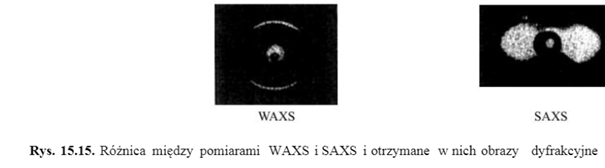 WAXS SAXS
Rys. 15.15. Różnica między pomiarami WAXS i SAXS i otrzymane w nich obrazy dyfrakcyjne